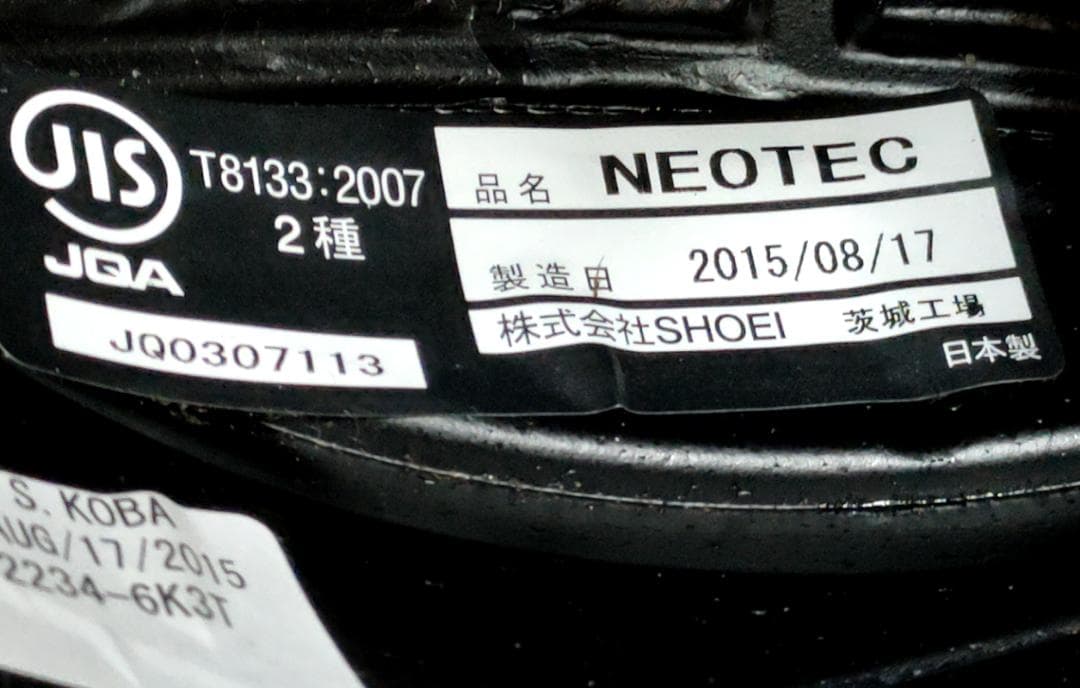 JIS
T8133:2007
2種
JQA
JQ0307113
品名 NEOTEC
製造日 2015/08/17
株式会社SHOEI 茨城工場
日本製
S. KOBA
AUG/17/2015
2234-6K3T